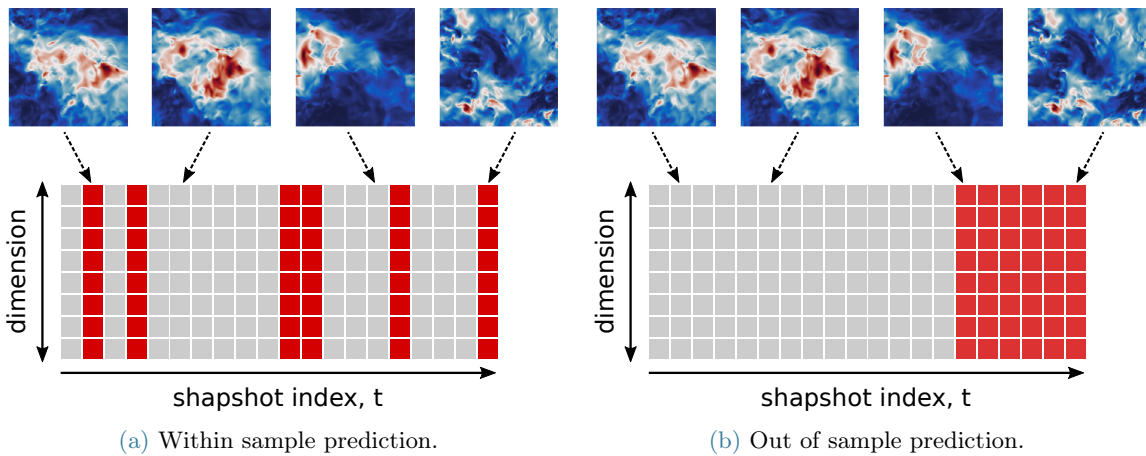 dimension
shapshot index, t
(a) Within sample prediction.
dimension
shapshot index, t
(b) Out of sample prediction.